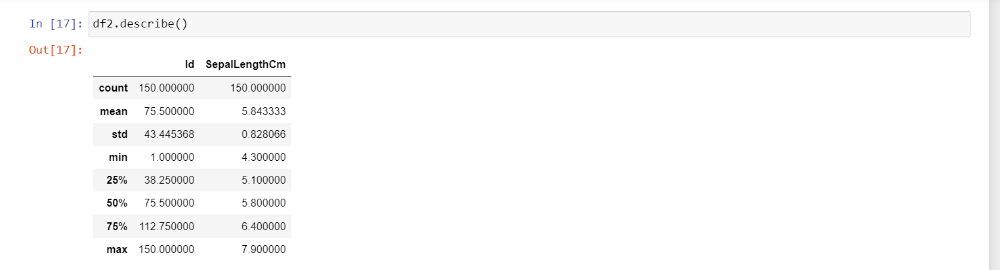 In [17]: df2.describe()
Out[17]:
Id SepalLengthCm
count 150.000000 150.000000
mean 75.500000 5.843333
std 43.445368 0.828066
min 1.000000 4.300000
25% 38.250000 5.100000
50% 75.500000 5.800000
75% 112.750000 6.400000
max 150.000000 7.900000